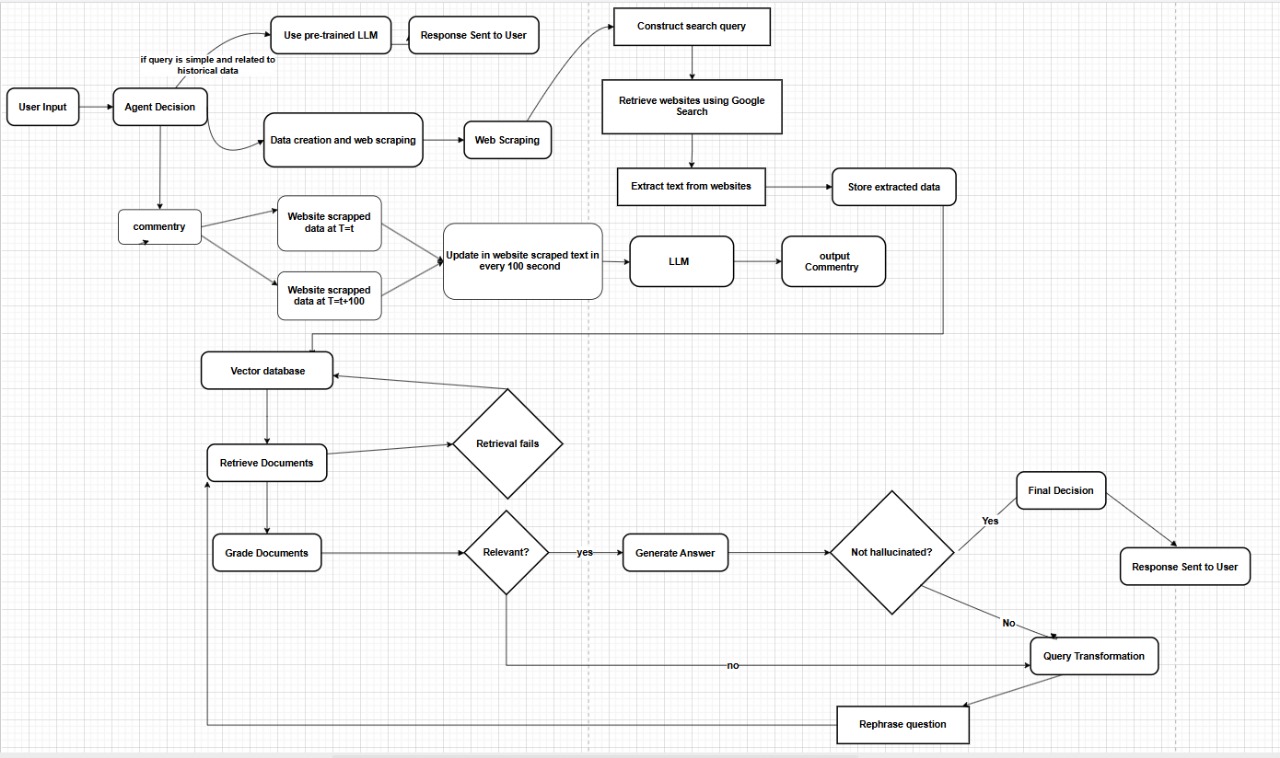 Use pre-trained LLM
Response Sent to User
Construct search query
if query is simple and related to
historical data
User Input
Agent Decision
Retrieve websites using Google
Search
Data creation and web scraping
Web Scraping
Extract text from websites
Store extracted data
commentry
Website scrapped
data at T=t
Website scrapped
data at T=t+100
Update in website scraped text in
every 100 second
LLM
output
Commentry
Vector database
Retrieve Documents
Retrieval fails
Grade Documents
Relevant?
yes
Generate Answer
Not hallucinated?
Yes
Final Decision
Response Sent to User
No
Query Transformation
no
Rephrase question